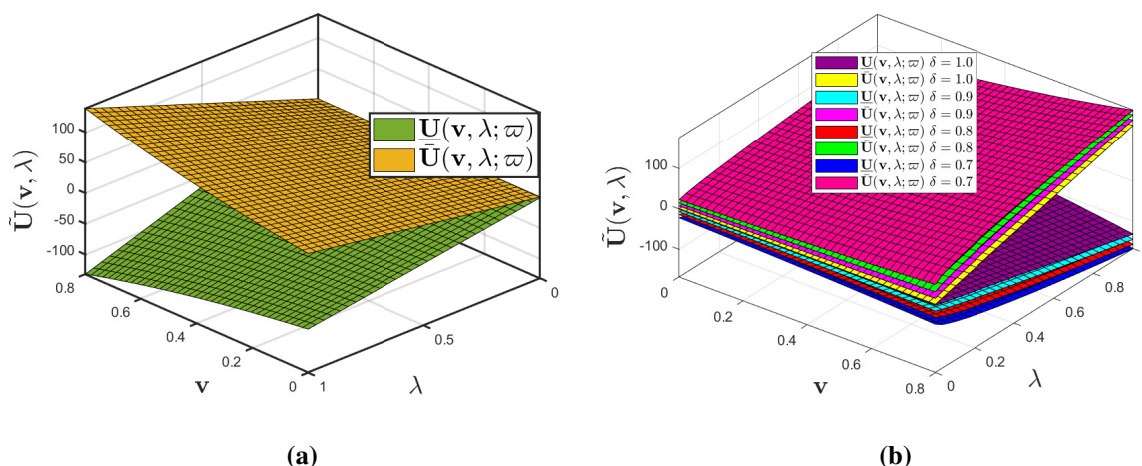 Ũ(v, λ)
100
50
0
-50
-100
0.8
0.6
0.4
0.2
0
v
1
0.5
0
λ
U̲(v, λ; ϖ)
Ū(v, λ; ϖ)
(a)
Ũ(v, λ)
100
0
-100
0
0.2
0.4
0.6
0.8
v
0
0.2
0.4
0.6
0.8
λ
U̲(v, λ; ϖ) δ = 1.0
Ū(v, λ; ϖ) δ = 1.0
U̲(v, λ; ϖ) δ = 0.9
Ū(v, λ; ϖ) δ = 0.9
U̲(v, λ; ϖ) δ = 0.8
Ū(v, λ; ϖ) δ = 0.8
U̲(v, λ; ϖ) δ = 0.7
Ū(v, λ; ϖ) δ = 0.7
(b)